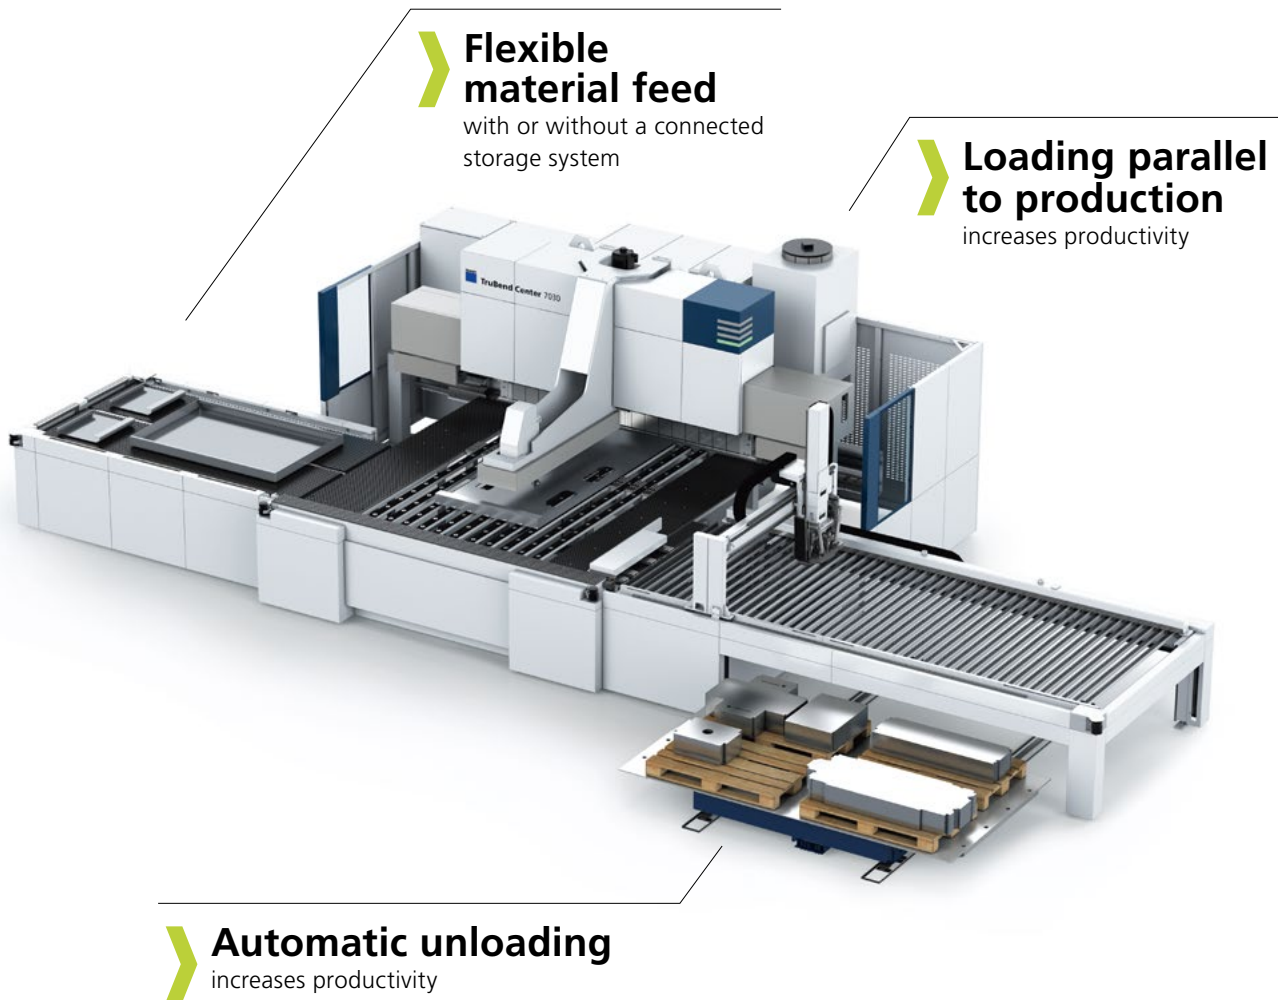 Flexible
material feed
with or without a connected
storage system
Loading parallel
to production
increases productivity
TruBend Center 7030
Automatic unloading
increases productivity